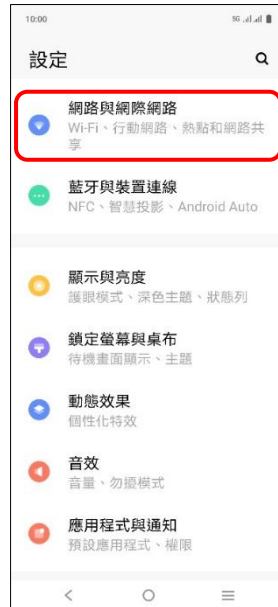 10:00
5G
設定
網路與網際網路
Wi-Fi、行動網路、熱點和網路共
享
藍牙與裝置連線
NFC、智慧投影、Android Auto
顯示與亮度
護眼模式、深色主題、狀態列
鎖定螢幕與桌布
待機畫面顯示、主題
動態效果
個性化特效
音效
音量、勿擾模式
應用程式與通知
預設應用程式、權限